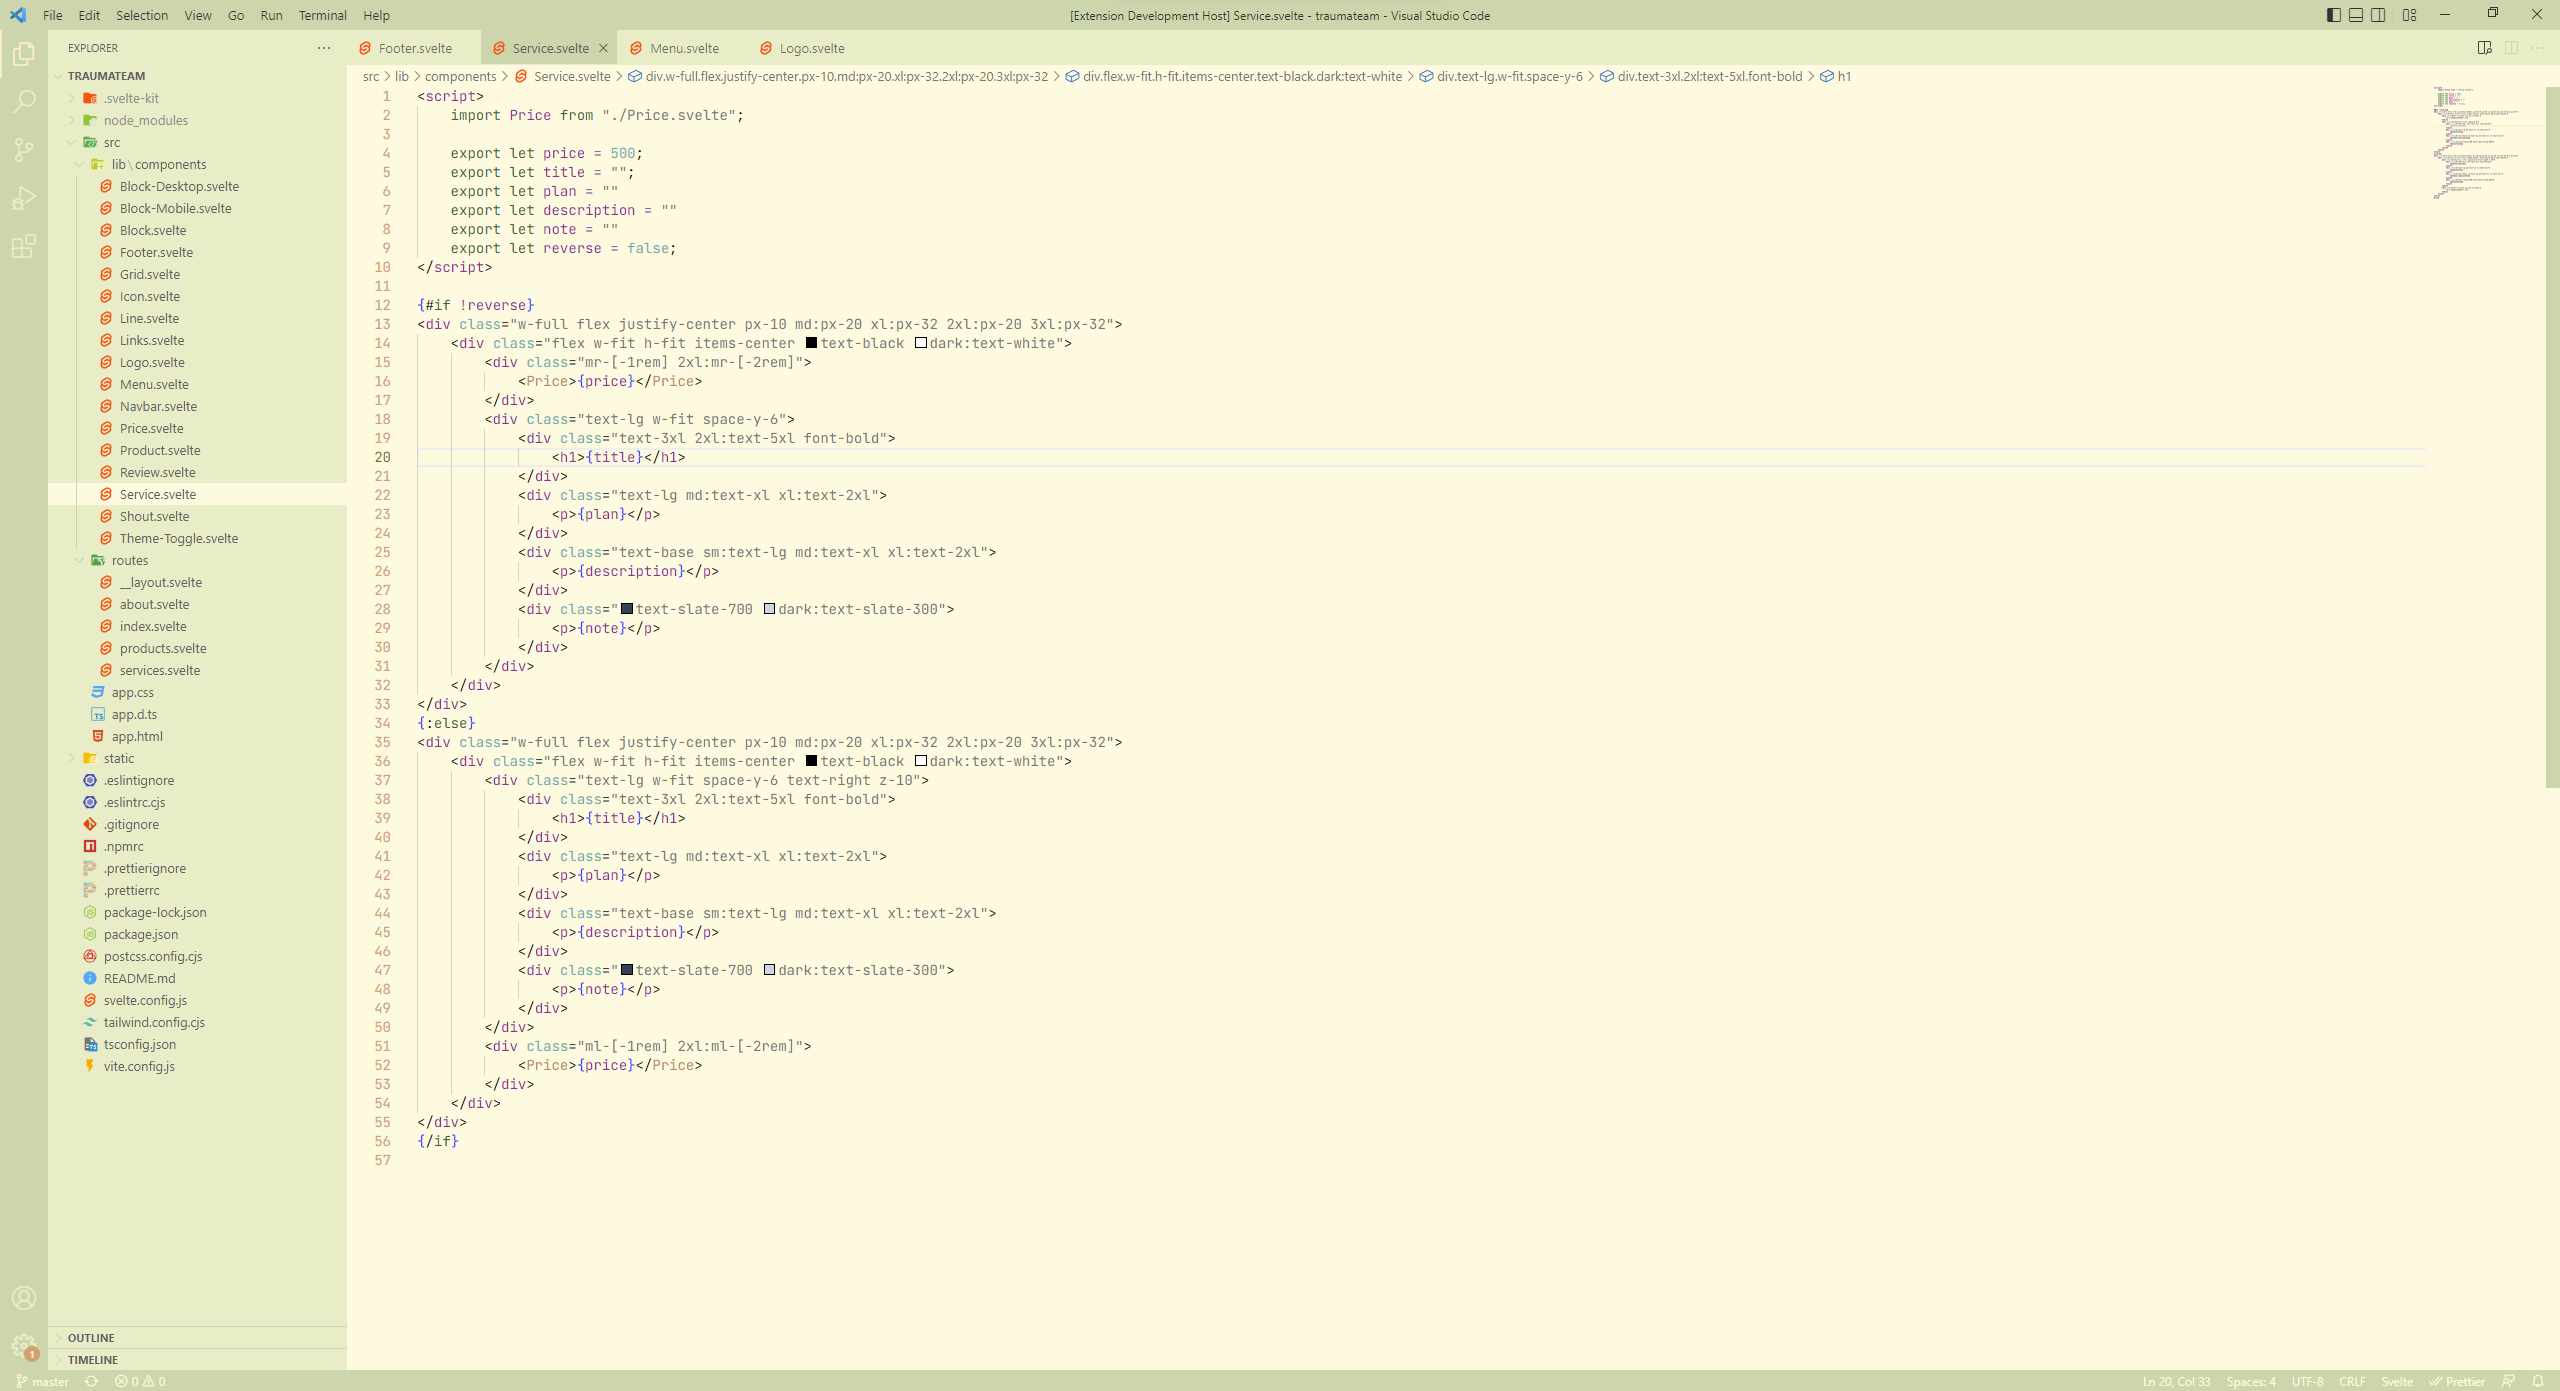 File Edit Selection View Go Run Terminal Help
[Extension Development Host] Service.svelte - traumateam - Visual Studio Code
EXPLORER
TRAUMATEAM
.svelte-kit
node_modules
src
lib\components
Block-Desktop.svelte
Block-Mobile.svelte
Block.svelte
Footer.svelte
Grid.svelte
Icon.svelte
Line.svelte
Links.svelte
Logo.svelte
Menu.svelte
Navbar.svelte
Price.svelte
Product.svelte
Review.svelte
Service.svelte
Shout.svelte
Theme-Toggle.svelte
routes
__layout.svelte
about.svelte
index.svelte
products.svelte
services.svelte
app.css
app.d.ts
app.html
static
.eslintignore
.eslintrc.cjs
.gitignore
.npmrc
.prettierignore
.prettierrc
package-lock.json
package.json
postcss.config.cjs
README.md
svelte.config.js
tailwind.config.cjs
tsconfig.json
vite.config.js
OUTLINE
TIMELINE
Footer.svelte Service.svelte Menu.svelte Logo.svelte
src > lib > components > Service.svelte > div.w-full.flex.justify-center.px-10.md:px-20.xl:px-32.2xl:px-20.3xl:px-32 > div.flex.w-fit.h-fit.items-center.text-black.dark:text-white > div.text-lg.w-fit.space-y-6 > div.text-3xl.2xl:text-5xl.font-bold > h1
1 <script>
2 import Price from "./Price.svelte";
3
4 export let price = 500;
5 export let title = "";
6 export let plan = ""
7 export let description = ""
8 export let note = ""
9 export let reverse = false;
10 </script>
11
12 {#if !reverse}
13 <div class="w-full flex justify-center px-10 md:px-20 xl:px-32 2xl:px-20 3xl:px-32">
14 <div class="flex w-fit h-fit items-center text-black dark:text-white">
15 <div class="mr-[-1rem] 2xl:mr-[-2rem]">
16 <Price>{price}</Price>
17 </div>
18 <div class="text-lg w-fit space-y-6">
19 <div class="text-3xl 2xl:text-5xl font-bold">
20 <h1>{title}</h1>
21 </div>
22 <div class="text-lg md:text-xl xl:text-2xl">
23 <p>{plan}</p>
24 </div>
25 <div class="text-base sm:text-lg md:text-xl xl:text-2xl">
26 <p>{description}</p>
27 </div>
28 <div class="text-slate-700 dark:text-slate-300">
29 <p>{note}</p>
30 </div>
31 </div>
32 </div>
33 </div>
34 {:else}
35 <div class="w-full flex justify-center px-10 md:px-20 xl:px-32 2xl:px-20 3xl:px-32">
36 <div class="flex w-fit h-fit items-center text-black dark:text-white">
37 <div class="text-lg w-fit space-y-6 text-right z-10">
38 <div class="text-3xl 2xl:text-5xl font-bold">
39 <h1>{title}</h1>
40 </div>
41 <div class="text-lg md:text-xl xl:text-2xl">
42 <p>{plan}</p>
43 </div>
44 <div class="text-base sm:text-lg md:text-xl xl:text-2xl">
45 <p>{description}</p>
46 </div>
47 <div class="text-slate-700 dark:text-slate-300">
48 <p>{note}</p>
49 </div>
50 </div>
51 <div class="ml-[-1rem] 2xl:ml-[-2rem]">
52 <Price>{price}</Price>
53 </div>
54 </div>
55 </div>
56 {/if}
57
1
master 0 0
Ln 20, Col 33 Spaces: 4 UTF-8 CRLF Svelte Prettier